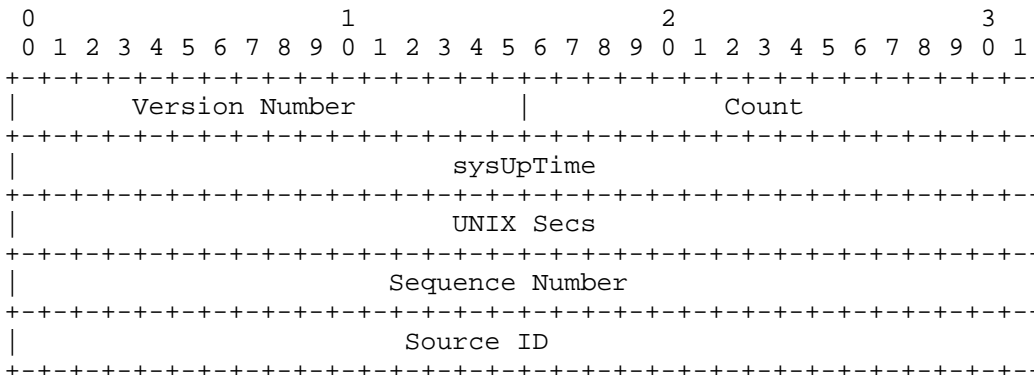 0                   1                   2                   3
0 1 2 3 4 5 6 7 8 9 0 1 2 3 4 5 6 7 8 9 0 1 2 3 4 5 6 7 8 9 0 1
+-+-+-+-+-+-+-+-+-+-+-+-+-+-+-+-+-+-+-+-+-+-+-+-+-+-+-+-+-+-+-+-
|       Version Number          |            Count
+-+-+-+-+-+-+-+-+-+-+-+-+-+-+-+-+-+-+-+-+-+-+-+-+-+-+-+-+-+-+-+-
|                           sysUpTime
+-+-+-+-+-+-+-+-+-+-+-+-+-+-+-+-+-+-+-+-+-+-+-+-+-+-+-+-+-+-+-+-
|                           UNIX Secs
+-+-+-+-+-+-+-+-+-+-+-+-+-+-+-+-+-+-+-+-+-+-+-+-+-+-+-+-+-+-+-+-
|                       Sequence Number
+-+-+-+-+-+-+-+-+-+-+-+-+-+-+-+-+-+-+-+-+-+-+-+-+-+-+-+-+-+-+-+-
|                        Source ID
+-+-+-+-+-+-+-+-+-+-+-+-+-+-+-+-+-+-+-+-+-+-+-+-+-+-+-+-+-+-+-+-